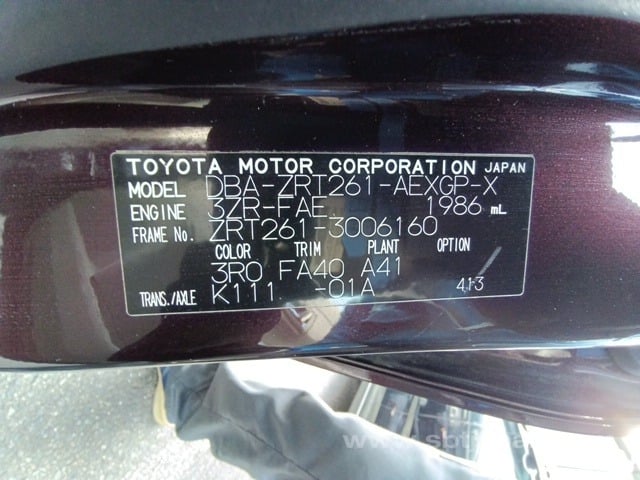 TOYOTA MOTOR CORPORATION JAPAN
MODEL DBA-ZRT261-AEXGP-X
ENGINE 3ZR-FAE 1986 mL
FRAME No. ZRT261-3006160
COLOR TRIM PLANT OPTION
3R0 FA40 A41
TRANS./AXLE K111 -01A 413